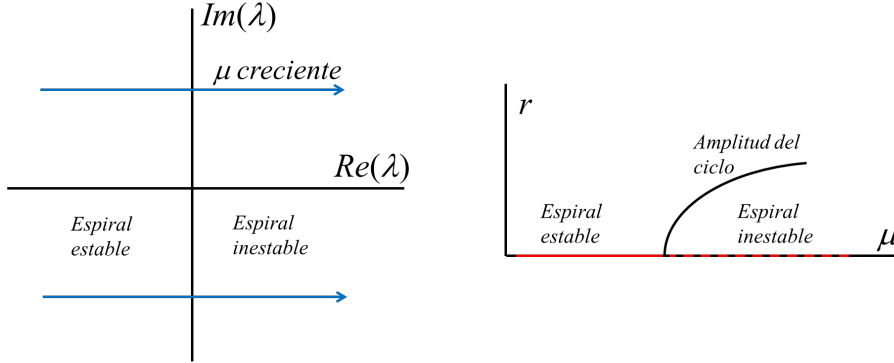 Im(λ)
μ creciente
Re(λ)
Espiral
estable
Espiral
inestable
r
Amplitud del
ciclo
Espiral
estable
Espiral
inestable
μ